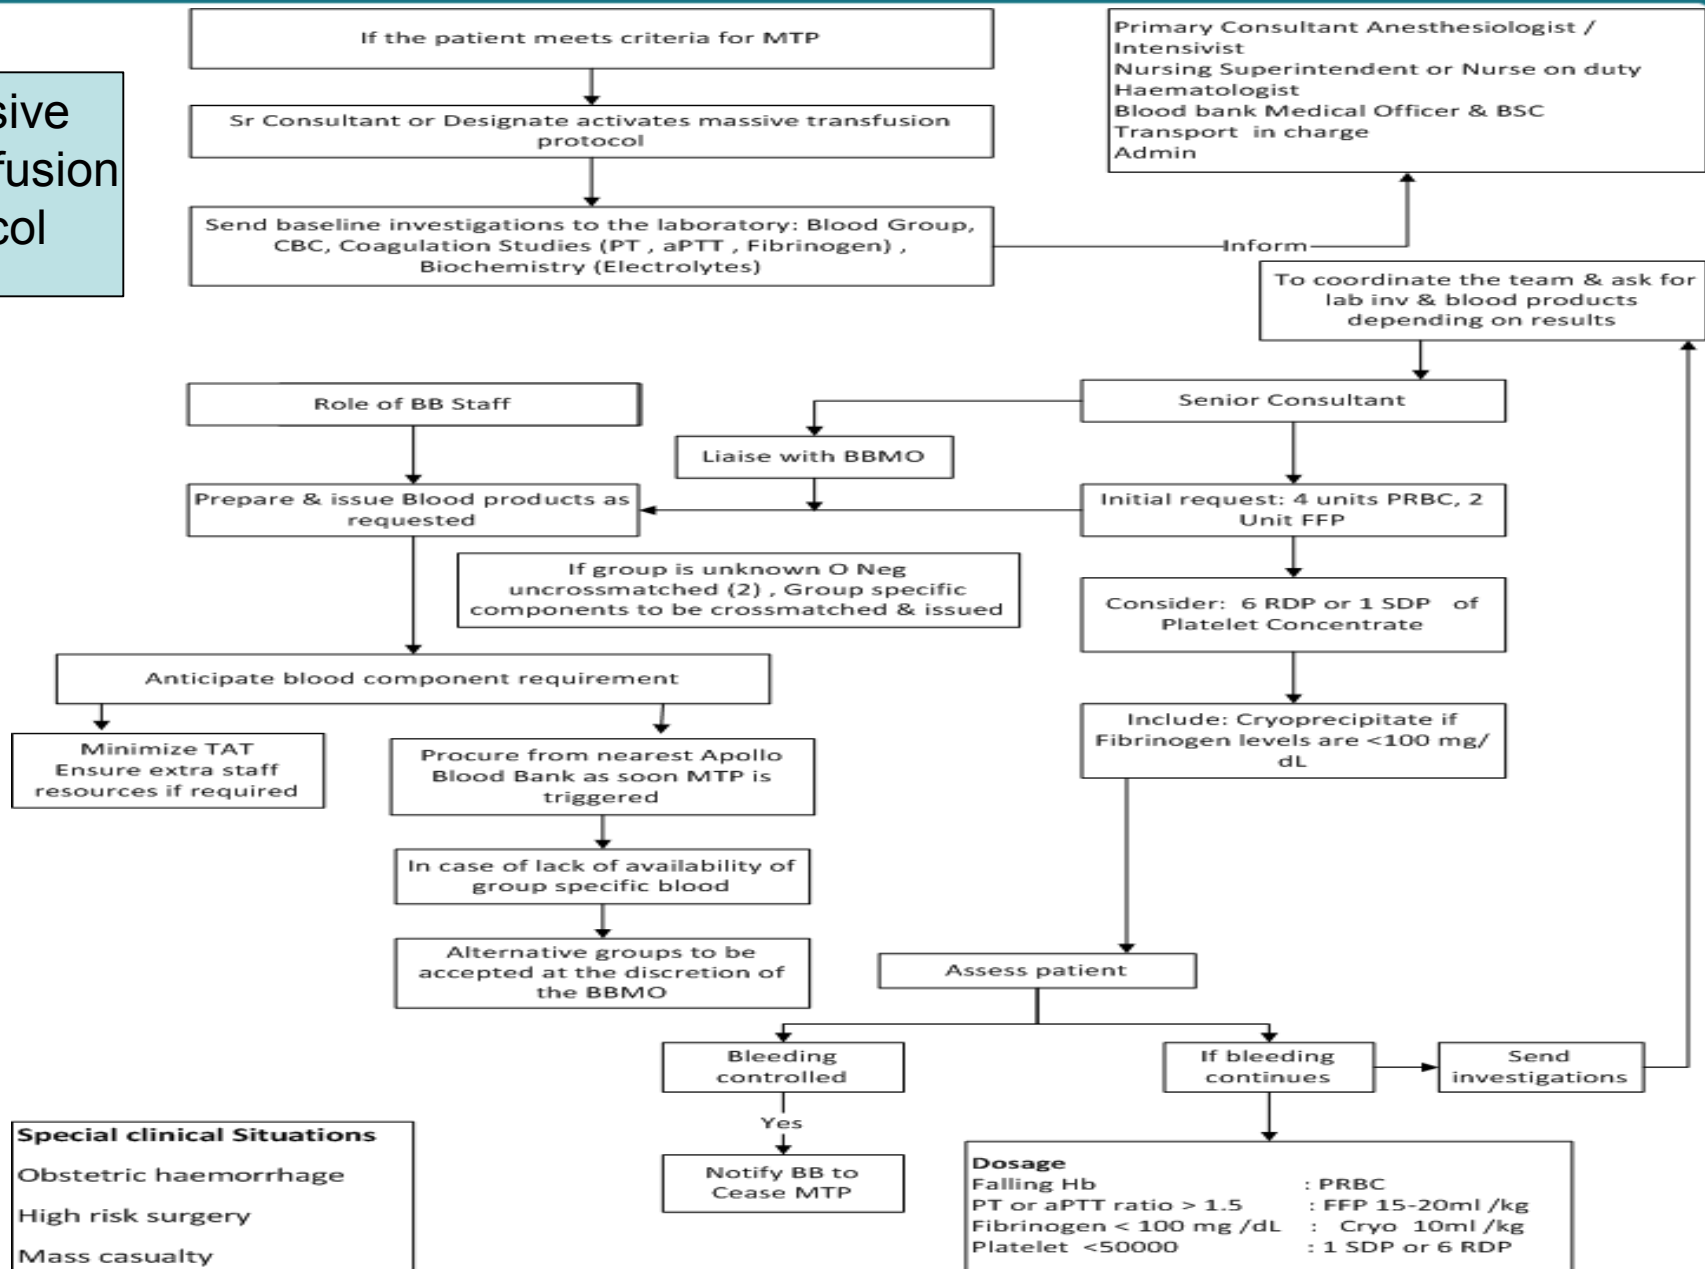 sive
fusion
col
If the patient meets criteria for MTP
Sr Consultant or Designate activates massive transfusion
protocol
Send baseline investigations to the laboratory: Blood Group,
CBC, Coagulation Studies (PT , aPTT , Fibrinogen) ,
Biochemistry (Electrolytes)
Primary Consultant Anesthesiologist /
Intensivist
Nursing Superintendent or Nurse on duty
Haematologist
Blood bank Medical Officer & BSC
Transport in charge
Admin
Inform
To coordinate the team & ask for
lab inv & blood products
depending on results
Role of BB Staff
Senior Consultant
Liaise with BBMO
Prepare & issue Blood products as
requested
Initial request: 4 units PRBC, 2
Unit FFP
If group is unknown O Neg
uncrossmatched (2) , Group specific
components to be crossmatched & issued
Consider: 6 RDP or 1 SDP of
Platelet Concentrate
Anticipate blood component requirement
Include: Cryoprecipitate if
Fibrinogen levels are <100 mg/
dL
Minimize TAT
Ensure extra staff
resources if required
Procure from nearest Apollo
Blood Bank as soon MTP is
triggered
In case of lack of availability of
group specific blood
Alternative groups to be
accepted at the discretion of
the BBMO
Assess patient
Bleeding
controlled
If bleeding
continues
Send
investigations
Yes
Notify BB to
Cease MTP
Special clinical Situations
Obstetric haemorrhage
High risk surgery
Mass casualty
Dosage
Falling Hb : PRBC
PT or aPTT ratio > 1.5 : FFP 15-20ml /kg
Fibrinogen < 100 mg /dL : Cryo 10ml /kg
Platelet <50000 : 1 SDP or 6 RDP